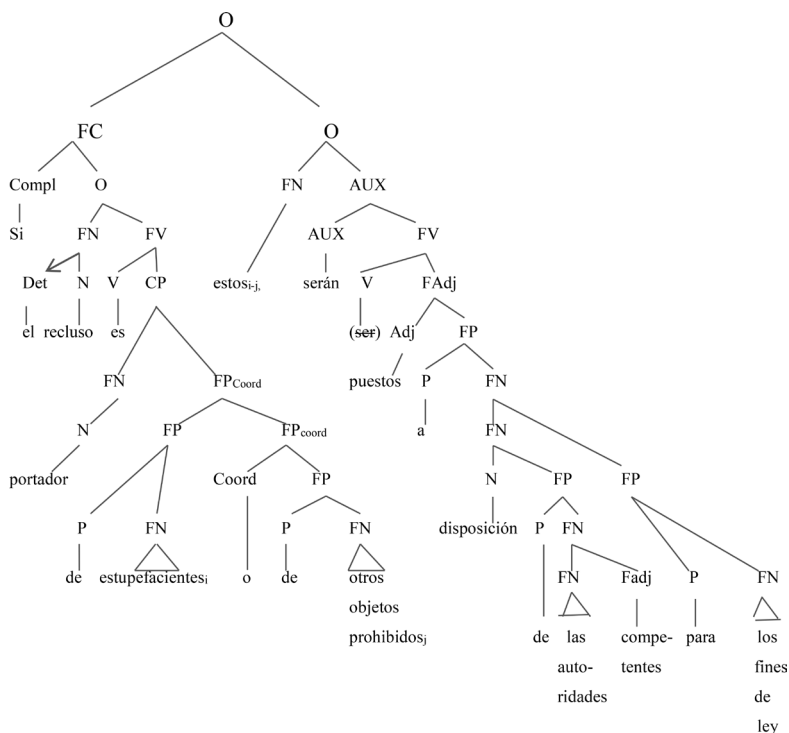 O
FC O
Compl O FN AUX
Si FN FV AUX FV
Det N V CP estosi-j, serán V FAdj
el recluso es (ser) Adj FP
FN FPCoord puestos P FN
N FP FPcoord a FN
portador Coord FP N FP FP
P FN P FN disposición P FN
de estupefacientesi o de otros FN Fadj P FN
objetos
prohibidosj de las compe- para los
auto- tentes fines
ridades de
ley